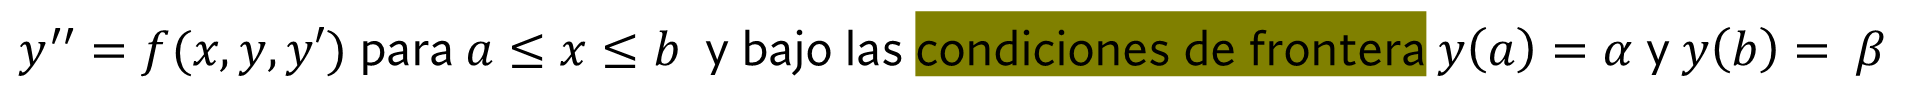 y'' = f(x, y, y') para a ≤ x ≤ b y bajo las condiciones de frontera y(a) = α y y(b) = β